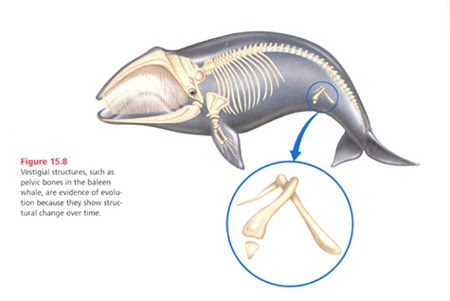 Figure 15.8
Vestigial structures, such as
pelvic bones in the baleen
whale, are evidence of evolu-
tion because they show struc-
tural change over time.